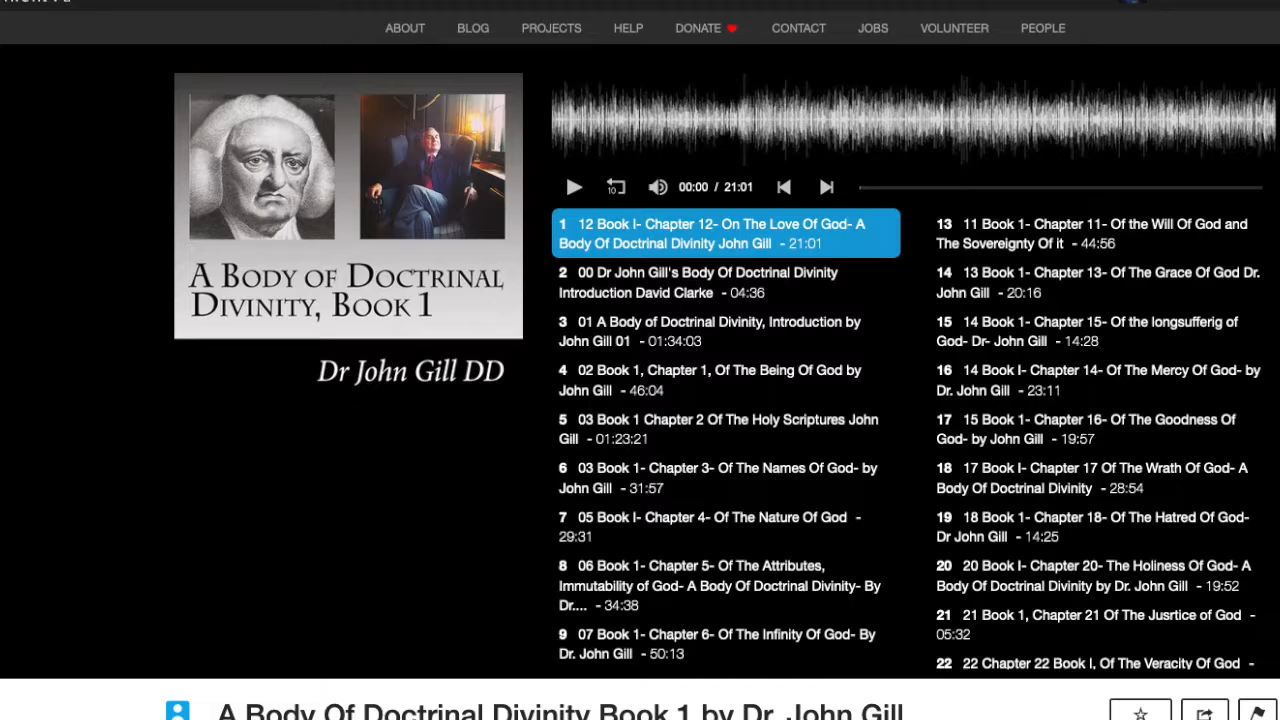 ABOUT BLOG PROJECTS HELP DONATE CONTACT JOBS VOLUNTEER PEOPLE
A BODY OF DOCTRINAL
DIVINITY, BOOK 1
Dr John Gill DD
10
00:00 / 21:01
1 12 Book I- Chapter 12- On The Love Of God- A
Body Of Doctrinal Divinity John Gill - 21:01
2 00 Dr John Gill's Body Of Doctrinal Divinity
Introduction David Clarke - 04:36
3 01 A Body of Doctrinal Divinity, Introduction by
John Gill 01 - 01:34:03
4 02 Book 1, Chapter 1, Of The Being Of God by
John Gill - 46:04
5 03 Book 1 Chapter 2 Of The Holy Scriptures John
Gill - 01:23:21
6 03 Book 1- Chapter 3- Of The Names Of God- by
John Gill - 31:57
7 05 Book I- Chapter 4- Of The Nature Of God -
29:31
8 06 Book 1- Chapter 5- Of The Attributes,
Immutability of God- A Body Of Doctrinal Divinity- By
Dr.... - 34:38
9 07 Book 1- Chapter 6- Of The Infinity Of God- By
Dr. John Gill - 50:13
13 11 Book 1- Chapter 11- Of the Will Of God and
The Sovereignty Of it - 44:56
14 13 Book 1- Chapter 13- Of The Grace Of God Dr.
John Gill - 20:16
15 14 Book 1- Chapter 15- Of the longsufferig of
God- Dr- John Gill - 14:28
16 14 Book I- Chapter 14- Of The Mercy Of God- by
Dr. John Gill - 23:11
17 15 Book 1- Chapter 16- Of The Goodness Of
God- by John Gill - 19:57
18 17 Book I- Chapter 17 Of The Wrath Of God- A
Body Of Doctrinal Divinity - 28:54
19 18 Book 1- Chapter 18- Of The Hatred Of God-
Dr John Gill - 14:25
20 20 Book I- Chapter 20- The Holiness Of God- A
Body Of Doctrinal Divinity by Dr. John Gill - 19:52
21 21 Book 1, Chapter 21 Of The Jusrtice of God -
05:32
22 22 Chapter 22 Book I, Of The Veracity Of God -
A Body Of Doctrinal Divinity Book 1 by Dr. John Gill